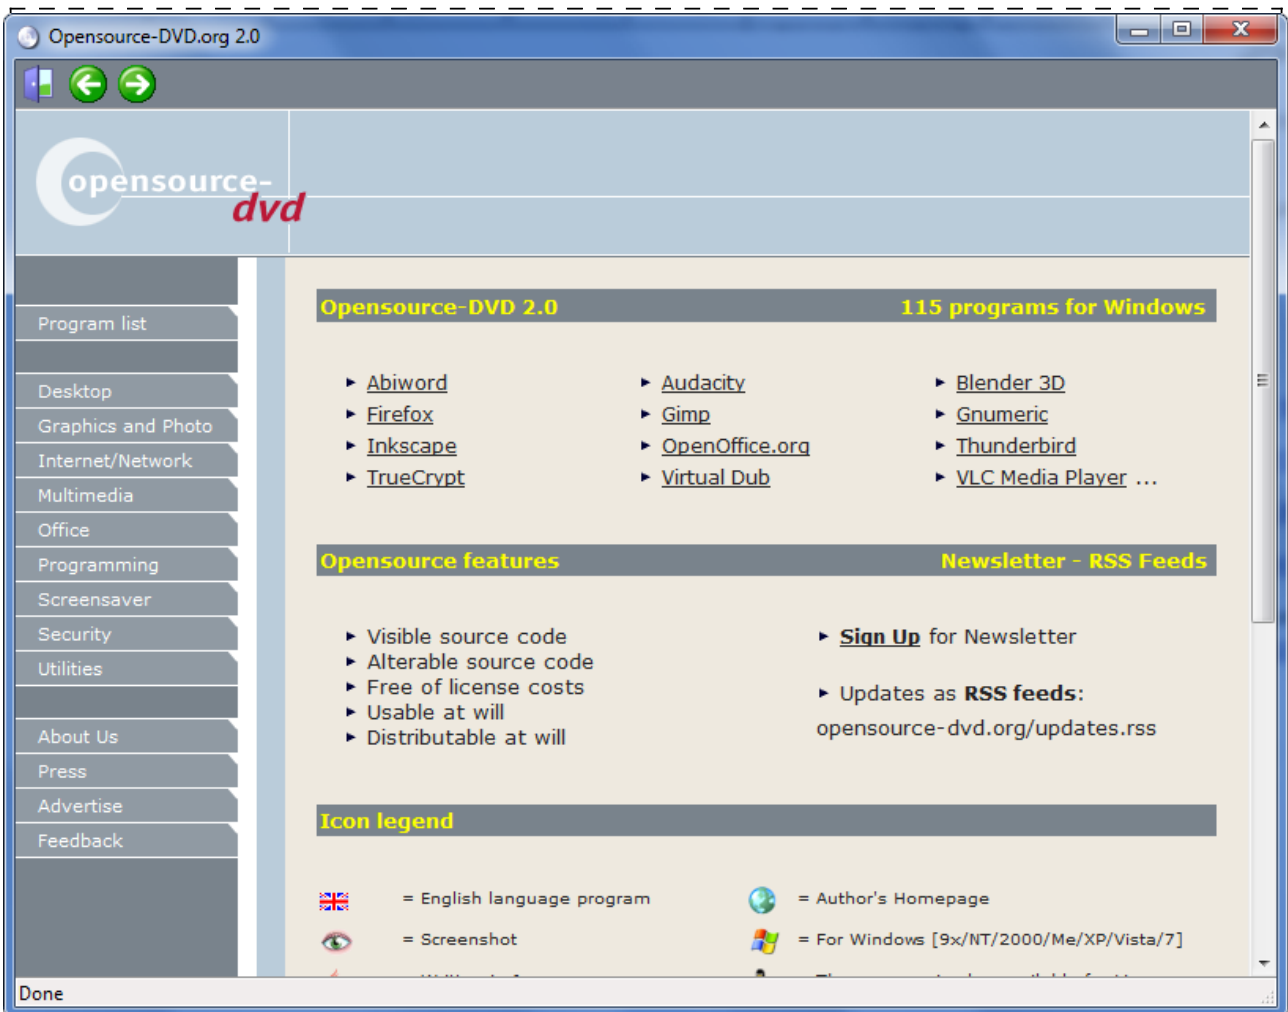 Opensource-DVD.org 2.0
opensource-
dvd
Program list
Desktop
Graphics and Photo
Internet/Network
Multimedia
Office
Programming
Screensaver
Security
Utilities
About Us
Press
Advertise
Feedback
Opensource-DVD 2.0 115 programs for Windows
Abiword Audacity Blender 3D
Firefox Gimp Gnumeric
Inkscape OpenOffice.org Thunderbird
TrueCrypt Virtual Dub VLC Media Player ...
Opensource features Newsletter - RSS Feeds
Visible source code
Alterable source code
Free of license costs
Usable at will
Distributable at will
Sign Up for Newsletter
Updates as RSS feeds:
opensource-dvd.org/updates.rss
Icon legend
= English language program = Author's Homepage
= Screenshot = For Windows [9x/NT/2000/Me/XP/Vista/7]
Done